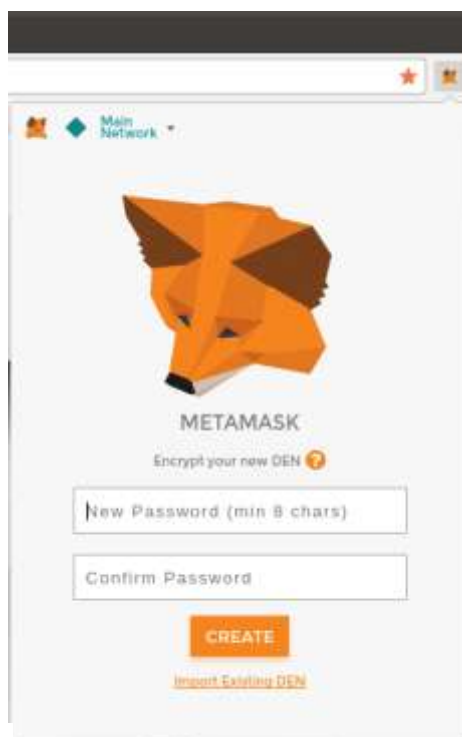 Main
Network
METAMASK
Encrypt your new DEN ?
New Password (min 8 chars)
Confirm Password
CREATE
Import Existing DEN